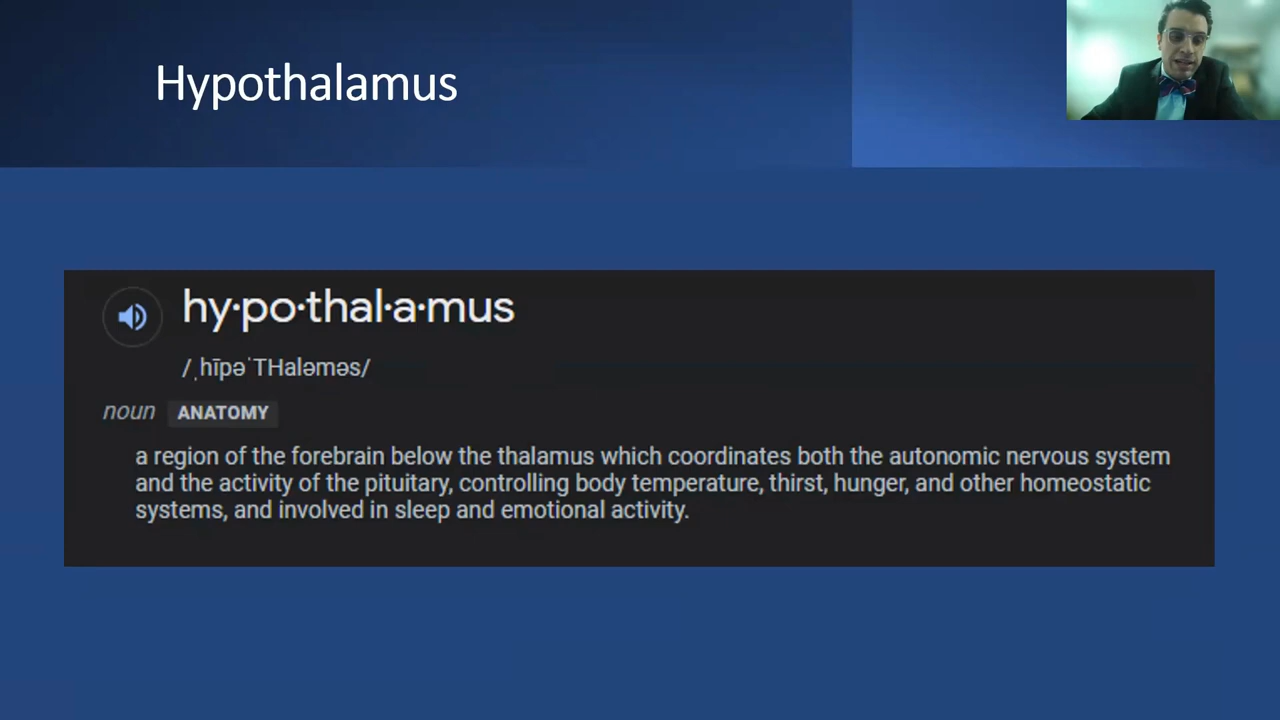 Hypothalamus
hy·po·thal·a·mus
/ˌhīpəˈTHaləməs/
noun ANATOMY
a region of the forebrain below the thalamus which coordinates both the autonomic nervous system
and the activity of the pituitary, controlling body temperature, thirst, hunger, and other homeostatic
systems, and involved in sleep and emotional activity.